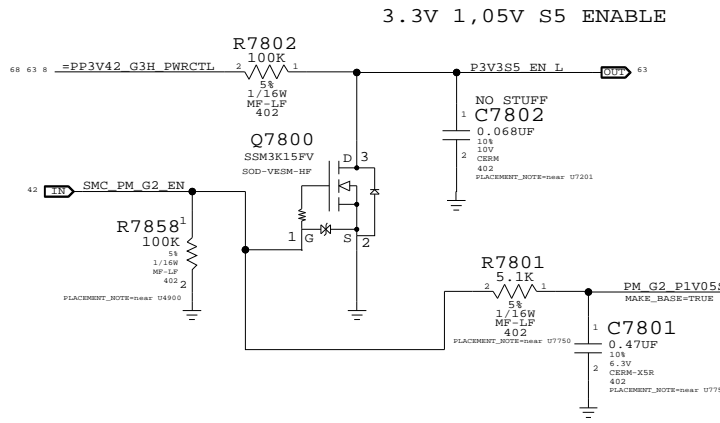 3.3V 1,05V S5 ENABLE
R7802
100K
68 63 8 =PP3V42_G3H_PWRCTL 2 1 P3V3S5_EN_L OUT 63
5%
1/16W
MF-LF
402
NO STUFF
1 C7802
0.068UF
10%
10V
2 CERM
402
PLACEMENT_NOTE=near U7201
Q7800
SSM3K15FV
SOD-VESM-HF
D 3
1 G S 2
42 IN SMC_PM_G2_EN
R7858 1
100K
5%
1/16W
MF-LF
402 2
PLACEMENT_NOTE=near U4900
R7801
5.1K
2 1 PM_G2_P1V05S
MAKE_BASE=TRUE
5%
1/16W
MF-LF
402
PLACEMENT_NOTE=near U7750
1 C7801
0.47UF
10%
6.3V
2 CERM-X5R
402
PLACEMENT_NOTE=near U775